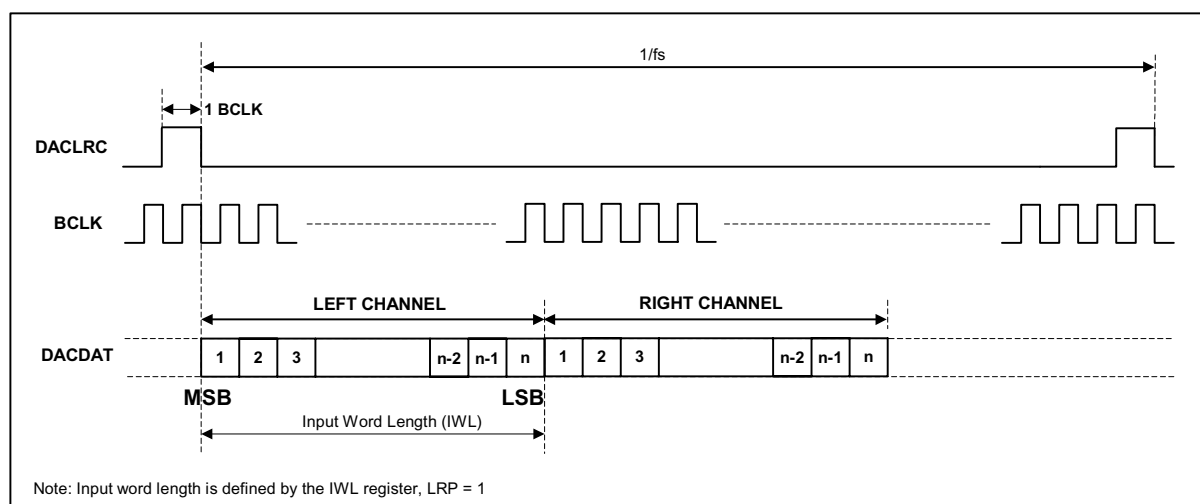 1/fs
1 BCLK
DACLRC
BCLK
LEFT CHANNEL RIGHT CHANNEL
DACDAT 1 2 3 n-2 n-1 n 1 2 3 n-2 n-1 n
MSB LSB
Input Word Length (IWL)
Note: Input word length is defined by the IWL register, LRP = 1